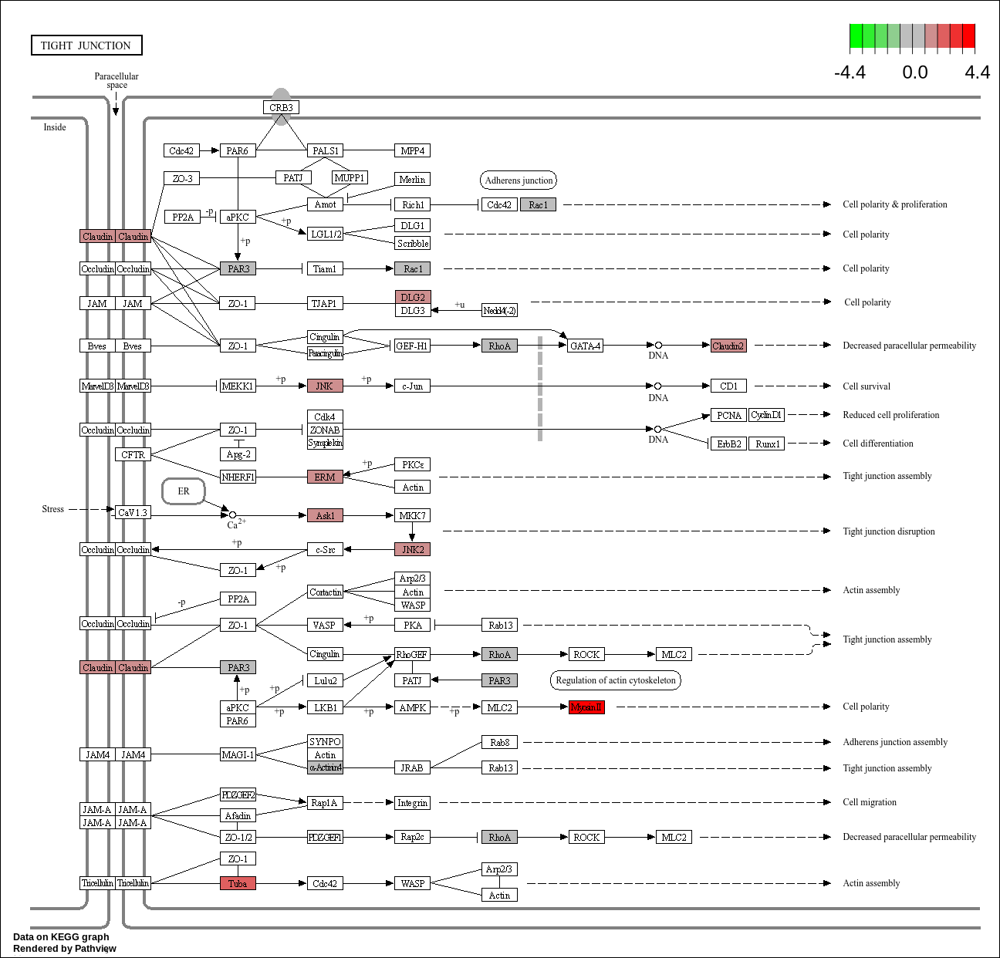 TIGHT JUNCTION
-4.4 0.0 4.4
Paracellular
space
Inside
CRB3
Cdc42 PAR6 PALS1 MPP4
ZO-3 PATJ MUPP1 Merlin Adherens junction
Amot Rich1 Cdc42 Rac1 Cell polarity & proliferation
PP2A -p aPKC +p DLG1
Claudin Claudin +p LGL1/2 Scribble Cell polarity
Occludin Occludin PAR3 Tiam1 Rac1 Cell polarity
JAM JAM ZO-1 TJAP1 DLG2 Cell polarity
DLG3 +u Nedd4(-2)
Cingulin
Bves Bves ZO-1 GEF-H1 RhoA GATA-4 DNA Claudin2 Decreased paracellular permeability
Paracingulin
MarvelD3 MarvelD3 MEKK1 +p JNK +p c-Jun DNA CD1 Cell survival
Cdk4 PCNA CyclinD1 Reduced cell proliferation
Occludin Occludin ZO-1 ZONAB DNA
Symplekin ErbB2 Runx1 Cell differentiation
CFTR Apg-2
NHERF1 ERM +p PKCε Tight junction assembly
Actin
ER
Stress CaV1.3 Ca2+ Ask1 MKK7
Tight junction disruption
Occludin Occludin +p c-Src JNK2
ZO-1 +p
Arp2/3
Cortactin Actin Actin assembly
-p PP2A WASP
Occludin Occludin ZO-1 VASP +p PKA Rab13
Tight junction assembly
Cingulin RhoGEF RhoA ROCK MLC2
Claudin Claudin PAR3
+p +p Lulu2 PATJ PAR3 Regulation of actin cytoskeleton
aPKC +p LKB1 +p AMPK +p MLC2 MyosinII Cell polarity
PAR6
SYNPO Rab8 Adherens junction assembly
JAM4 JAM4 MAGI-1 Actin
α-Actinin4 JRAB Rab13 Tight junction assembly
PDZGEF2
JAM-A JAM-A Rap1A Integrin Cell migration
JAM-A JAM-A Afadin
ZO-1/2 PDZGEF1 Rap2c RhoA ROCK MLC2 Decreased paracellular permeability
ZO-1
Tricellulin Tricellulin Tuba Cdc42 WASP Arp2/3 Actin assembly
Actin
Data on KEGG graph
Rendered by Pathview